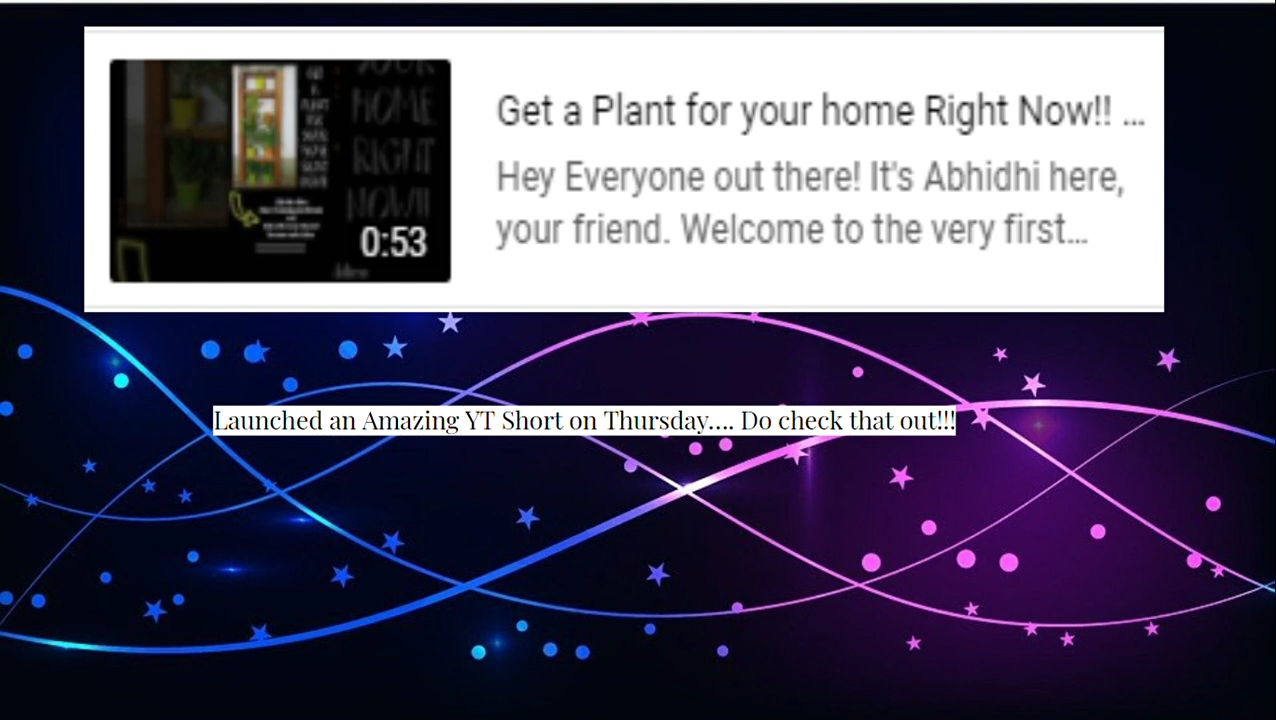 Get a Plant for your home Right Now!! ...
Hey Everyone out there! It's Abhidhi here,
your friend. Welcome to the very first...
YOUR
HOME
RIGHT
NOW!!
0:53
Launched an Amazing YT Short on Thursday.... Do check that out!!!